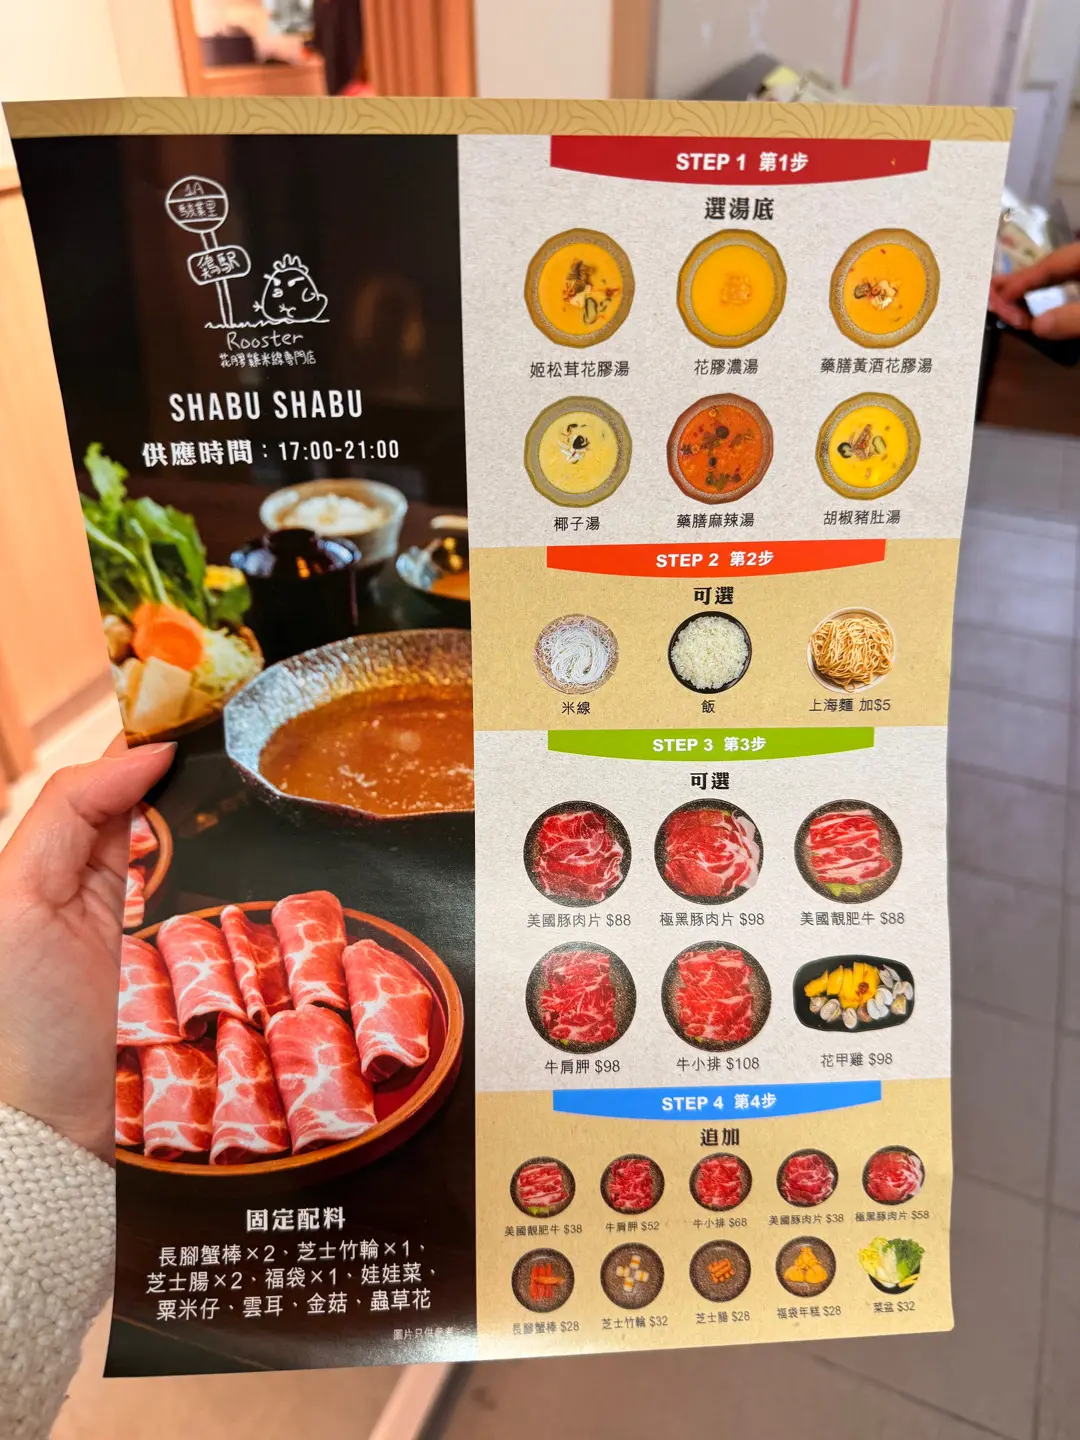 1A
駿業里
鷄駅
Rooster
花膠雞米線專門店
SHABU SHABU
供應時間：17:00-21:00
固定配料
長腳蟹棒×2、芝士竹輪×1、
芝士腸×2、福袋×1、娃娃菜、
粟米仔、雲耳、金菇、蟲草花
圖片只供參考
STEP 1 第1步
選湯底
姬松茸花膠湯
花膠濃湯
藥膳黃酒花膠湯
椰子湯
藥膳麻辣湯
胡椒豬肚湯
STEP 2 第2步
可選
米線
飯
上海麵 加$5
STEP 3 第3步
可選
美國豚肉片 $88
極黑豚肉片 $98
美國靚肥牛 $88
牛肩胛 $98
牛小排 $108
花甲雞 $98
STEP 4 第4步
追加
美國靚肥牛 $38
牛肩胛 $52
牛小排 $68
美國豚肉片 $38
極黑豚肉片 $58
長腳蟹棒 $28
芝士竹輪 $32
芝士腸 $28
福袋年糕 $28
菜盆 $32